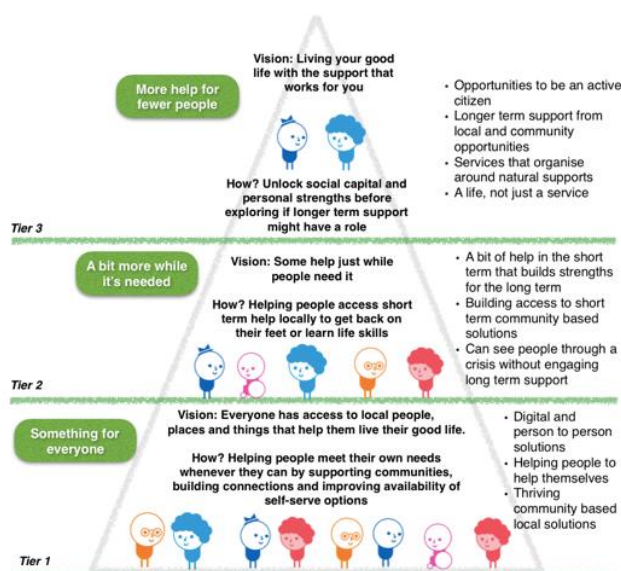 Vision: Living your good
life with the support that
works for you
More help for
fewer people
• Opportunities to be an active
citizen
• Longer term support from
local and community
opportunities
• Services that organise
around natural supports
• A life, not just a service
How? Unlock social capital and
personal strengths before
exploring if longer term support
might have a role
Tier 3
A bit more while
it's needed
Vision: Some help just while
people need it
How? Helping people access short
term help locally to get back on
their feet or learn life skills
• A bit of help in the short
term that builds strengths
for the long term
• Building access to short
term community based
solutions
• Can see people through a
crisis without engaging
long term support
Tier 2
Something for
everyone
Vision: Everyone has access to local people,
places and things that help them live their good life.
How? Helping people meet their own needs
whenever they can by supporting communities,
building connections and improving availability of
self-serve options
• Digital and
person to person
solutions
• Helping people to
help themselves
• Thriving
community based
local solutions
Tier 1